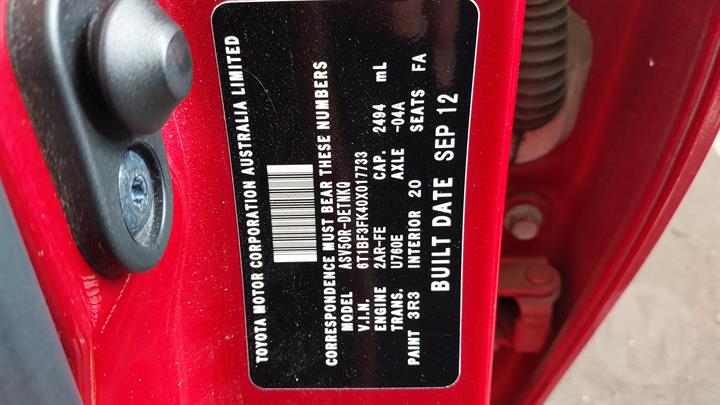 TOYOTA MOTOR CORPORATION AUSTRALIA LIMITED
CORRESPONDENCE MUST BEAR THESE NUMBERS
MODEL ASV50R-DETNKQ
V.I.N. 6T1BF3FK40X017733
ENGINE 2AR-FE CAP. 2494 mL
TRANS. U760E AXLE -04A
PAINT 3R3 INTERIOR 20 SEATS FA
BUILT DATE SEP 12